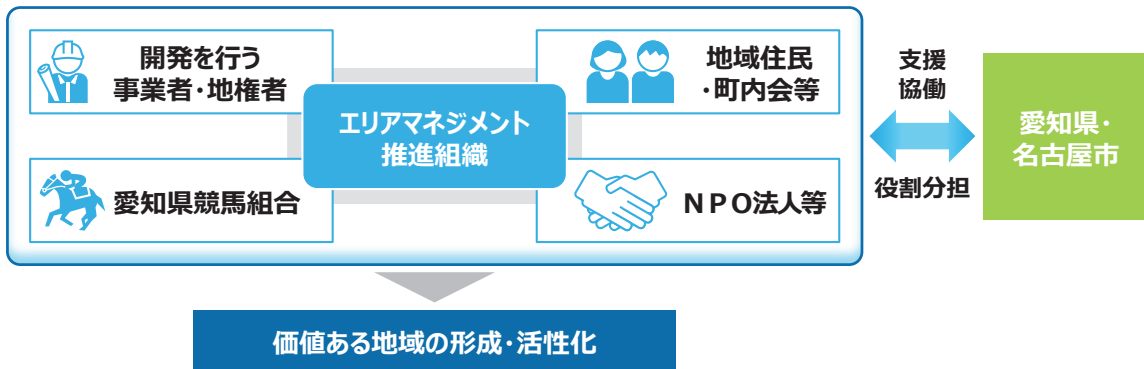 開発を行う
事業者・地権者
地域住民
・町内会等
エリアマネジメント
推進組織
愛知県競馬組合
ＮＰＯ法人等
支援
協働
役割分担
愛知県・
名古屋市
価値ある地域の形成・活性化